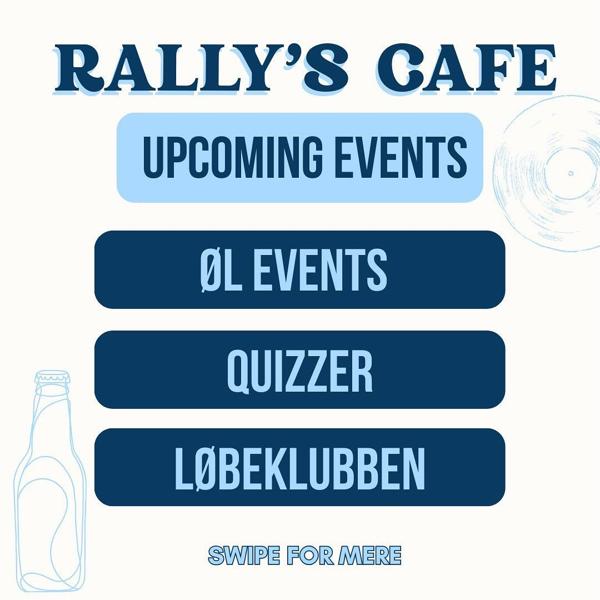 RALLY'S CAFE
UPCOMING EVENTS
ØL EVENTS
QUIZZER
LØBEKLUBBEN
SWIPE FOR MERE